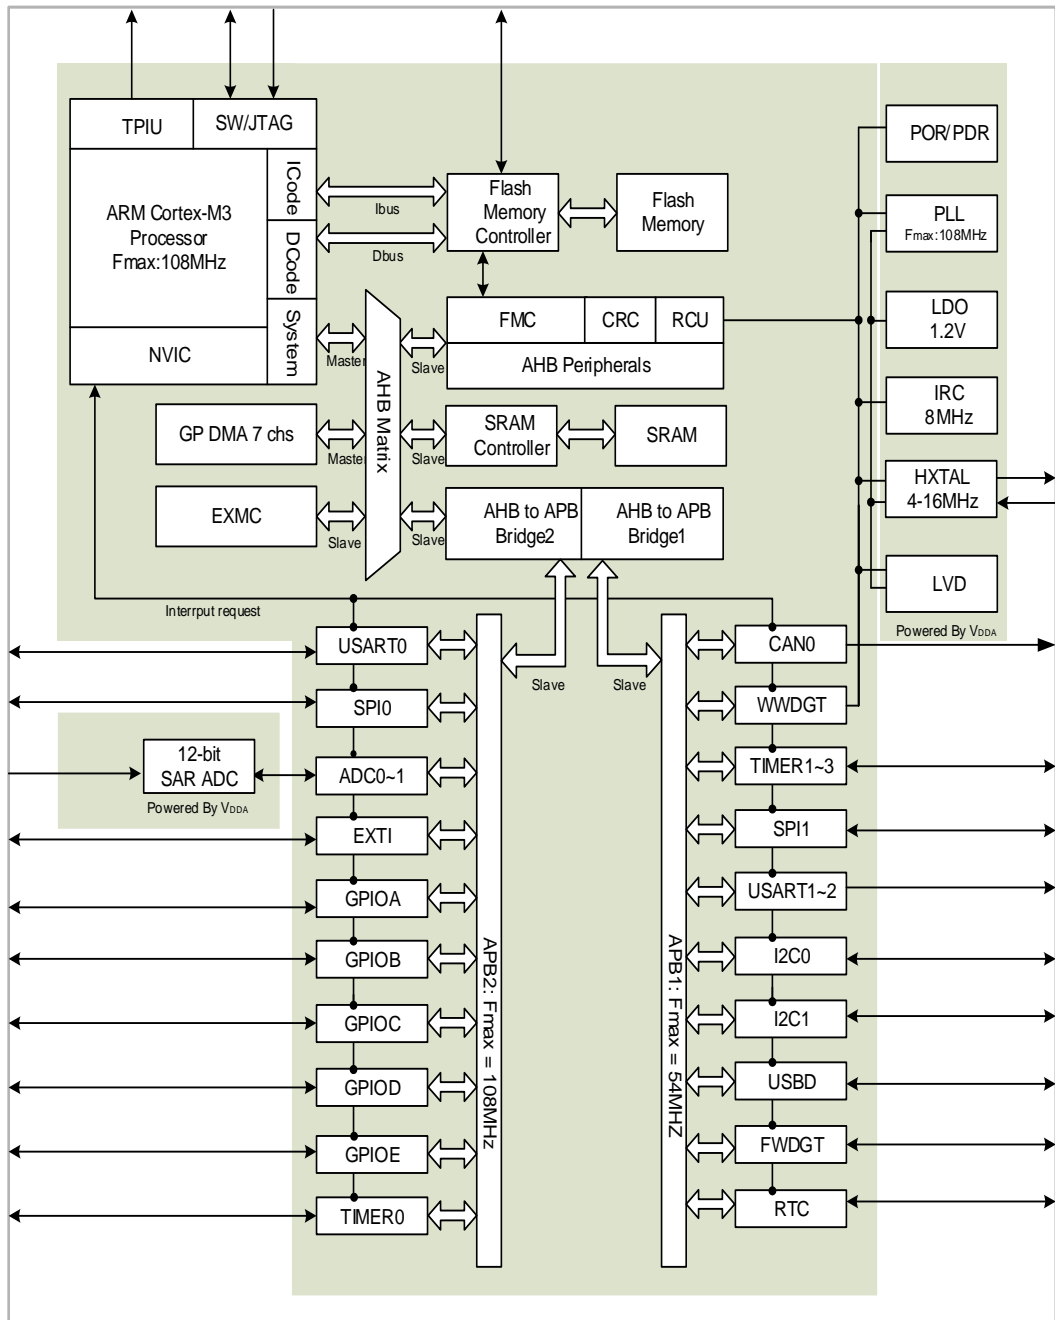 TPIU
SW/JTAG
ARM Cortex-M3
Processor
Fmax:108MHz
ICode
DCode
System
NVIC
Ibus
Dbus
Flash
Memory
Controller
Flash
Memory
FMC
CRC
RCU
AHB Peripherals
Master
Slave
AHB Matrix
GP DMA 7 chs
Master
Slave
SRAM
Controller
SRAM
EXMC
Slave
Slave
AHB to APB
Bridge2
AHB to APB
Bridge1
POR/PDR
PLL
Fmax:108MHz
LDO
1.2V
IRC
8MHz
HXTAL
4-16MHz
LVD
Powered By VDDA
Interrput request
Slave
Slave
USART0
SPI0
12-bit
SAR ADC
Powered By VDDA
ADC0~1
EXTI
GPIOA
GPIOB
GPIOC
GPIOD
GPIOE
TIMER0
APB2: Fmax = 108MHz
APB1: Fmax = 54MHZ
CAN0
WWDGT
TIMER1~3
SPI1
USART1~2
I2C0
I2C1
USBD
FWDGT
RTC